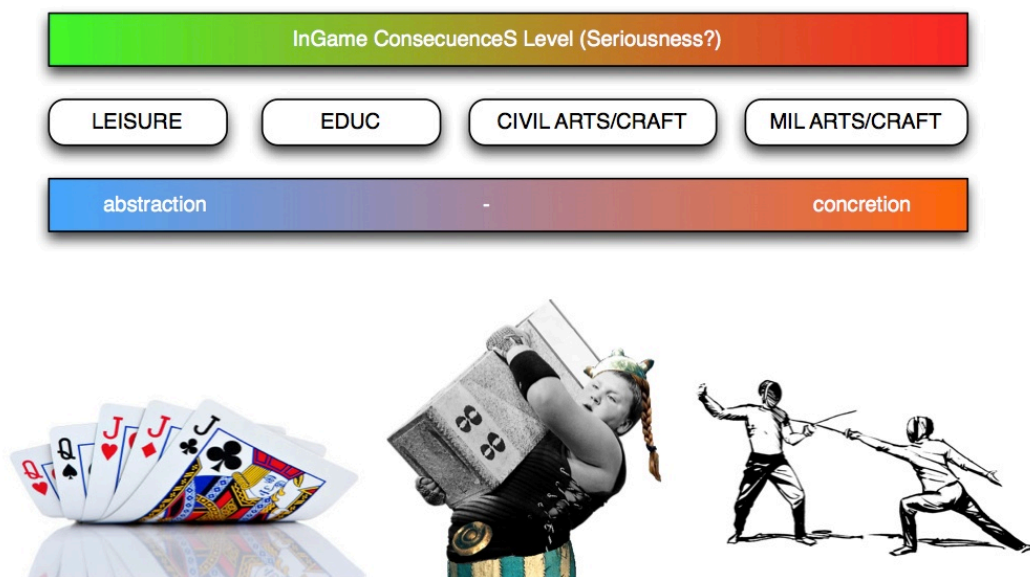 InGame ConsecuenceS Level (Seriousness?)
LEISURE EDUC CIVIL ARTS/CRAFT MIL ARTS/CRAFT
abstraction - concretion
Q Q J J J